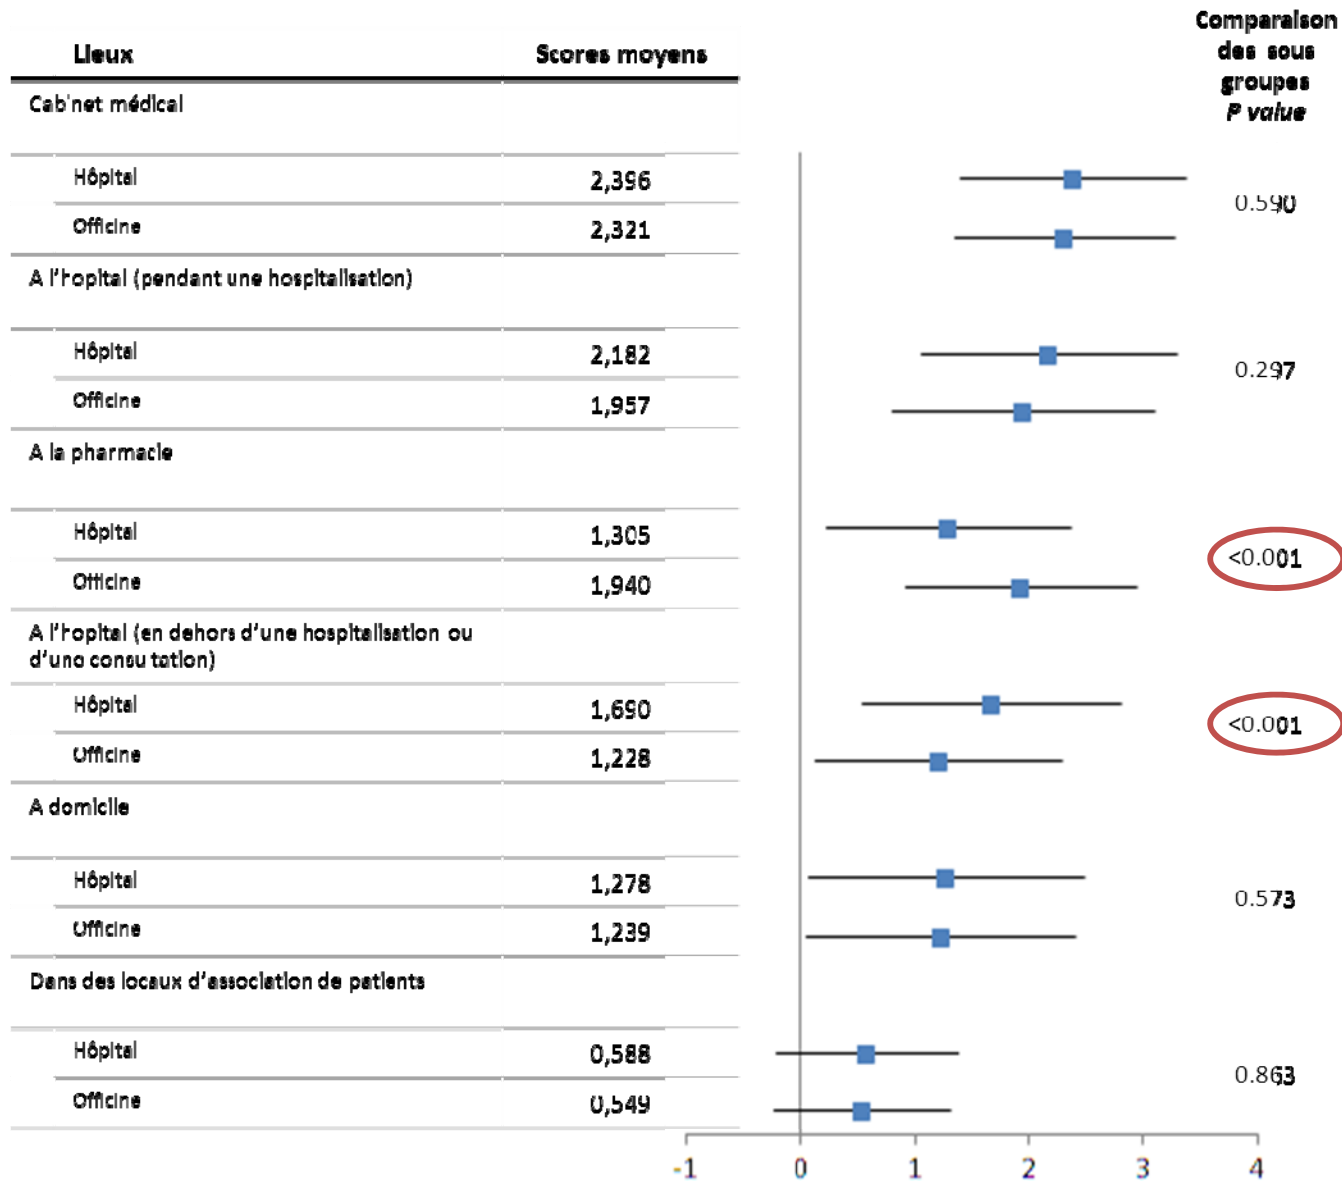 Lieux Scores moyens
Comparaison
des sous
groupes
P value
Cabinet médical
Hôpital 2,396
Officine 2,321
0.590
A l'hopital (pendant une hospitalisation)
Hôpital 2,182
Officine 1,957
0.297
A la pharmacie
Hôpital 1,305
Officine 1,940
<0.001
A l'hopital (en dehors d'une hospitalisation ou
d'une consultation)
Hôpital 1,690
Officine 1,228
<0.001
A domicile
Hôpital 1,278
Officine 1,239
0.573
Dans des locaux d'association de patients
Hôpital 0,588
Officine 0,549
0.863
-1 0 1 2 3 4